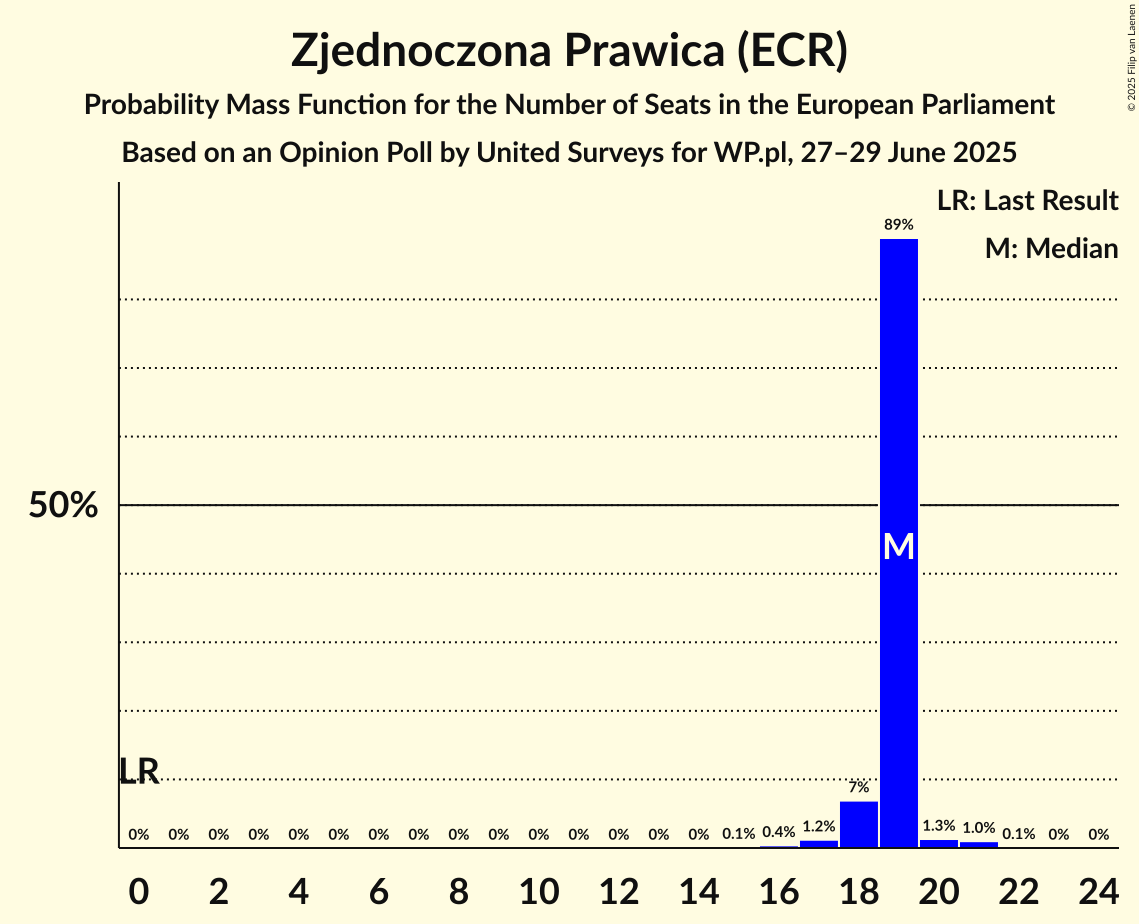 Zjednoczona Prawica (ECR)
Probability Mass Function for the Number of Seats in the European Parliament
Based on an Opinion Poll by United Surveys for WP.pl, 27–29 June 2025
© 2025 Filip van Laenen
LR: Last Result
M: Median
89%
50%
M
LR
0% 0% 0% 0% 0% 0% 0% 0% 0% 0% 0% 0% 0% 0% 0% 0.1% 0.4% 1.2% 7% 1.3% 1.0% 0.1% 0% 0%
0 2 4 6 8 10 12 14 16 18 20 22 24